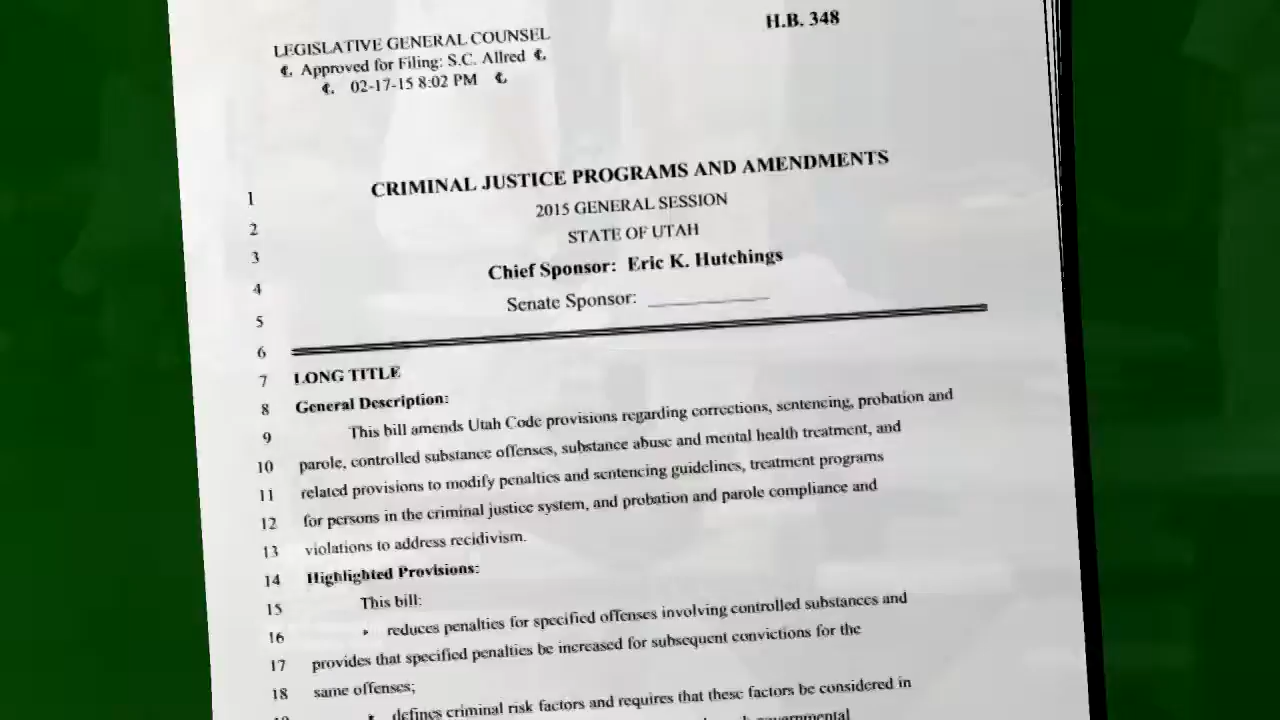 H.B. 348
LEGISLATIVE GENERAL COUNSEL
₵ Approved for Filing: S.C. Allred ₵
₵ 02-17-15 8:02 PM ₵
1 CRIMINAL JUSTICE PROGRAMS AND AMENDMENTS
2 2015 GENERAL SESSION
3 STATE OF UTAH
4 Chief Sponsor: Eric K. Hutchings
5 Senate Sponsor: ____________
6
7 LONG TITLE
8 General Description:
9 This bill amends Utah Code provisions regarding corrections, sentencing, probation and
10 parole, controlled substance offenses, substance abuse and mental health treatment, and
11 related provisions to modify penalties and sentencing guidelines, treatment programs
12 for persons in the criminal justice system, and probation and parole compliance and
13 violations to address recidivism.
14 Highlighted Provisions:
15 This bill:
16 ▸ reduces penalties for specified offenses involving controlled substances and
17 provides that specified penalties be increased for subsequent convictions for the
18 same offenses;
19 ▸ defines criminal risk factors and requires that these factors be considered in
governmental